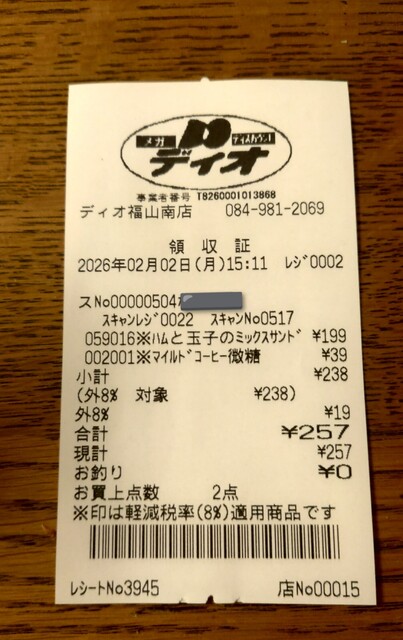 メガ ディスカウント
ディオ
事業者番号 T8260001013868
ディオ福山南店 084-981-2069
領収証
2026年02月02日(月)15:11 レジ0002
スNo00000504
スキャンレジ0022 スキャンNo0517
059016※ハムと玉子のミックスサンド ¥199
002001※マイルドコーヒー微糖 ¥39
小計 ¥238
(外8% 対象 ¥238)
外8% ¥19
合計 ¥257
現計 ¥257
お釣り ¥0
お買上点数 2点
※印は軽減税率(8%)適用商品です
レシートNo3945 店No00015